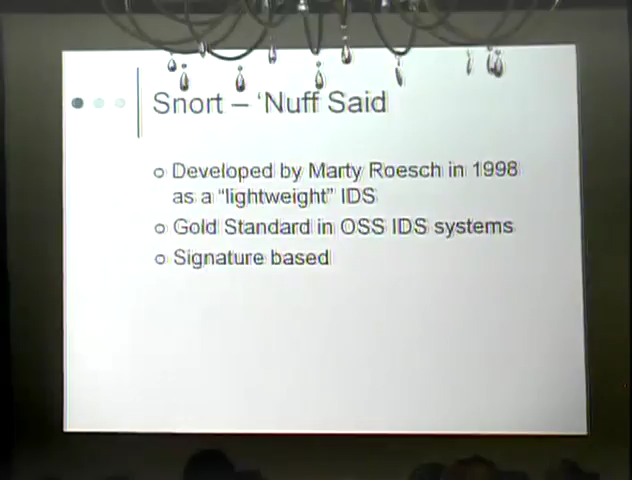 Snort – ‘Nuff Said
Developed by Marty Roesch in 1998
as a “lightweight” IDS
Gold Standard in OSS IDS systems
Signature based